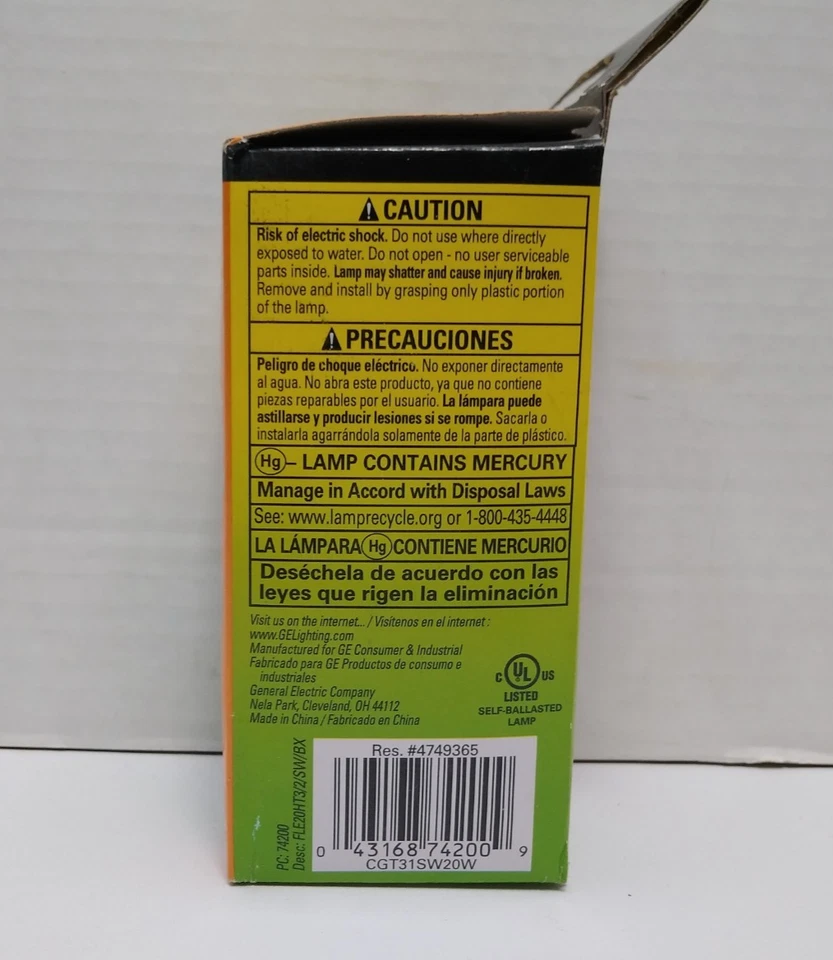 ⚠ CAUTION
Risk of electric shock. Do not use where directly
exposed to water. Do not open - no user serviceable
parts inside. Lamp may shatter and cause injury if broken.
Remove and install by grasping only plastic portion
of the lamp.
⚠ PRECAUCIONES
Peligro de choque eléctrico. No exponer directamente
al agua. No abra este producto, ya que no contiene
piezas reparables por el usuario. La lámpara puede
astillarse y producir lesiones si se rompe. Sacarla o
instalarla agarrándola solamente de la parte de plástico.
Hg – LAMP CONTAINS MERCURY
Manage in Accord with Disposal Laws
See: www.lamprecycle.org or 1-800-435-4448
LA LÁMPARA Hg CONTIENE MERCURIO
Deséchela de acuerdo con las
leyes que rigen la eliminación
Visit us on the internet... / Visítenos en el internet :
www.GELighting.com
Manufactured for GE Consumer & Industrial
Fabricado para GE Productos de consumo e
industriales
General Electric Company
Nela Park, Cleveland, OH 44112
Made in China / Fabricado en China
c UL US
LISTED
SELF-BALLASTED
LAMP
PC: 74200
Desc: FLE20HT3/2/SW/BX
Res. #4749365
0 43168 74200 9
CGT31SW20W